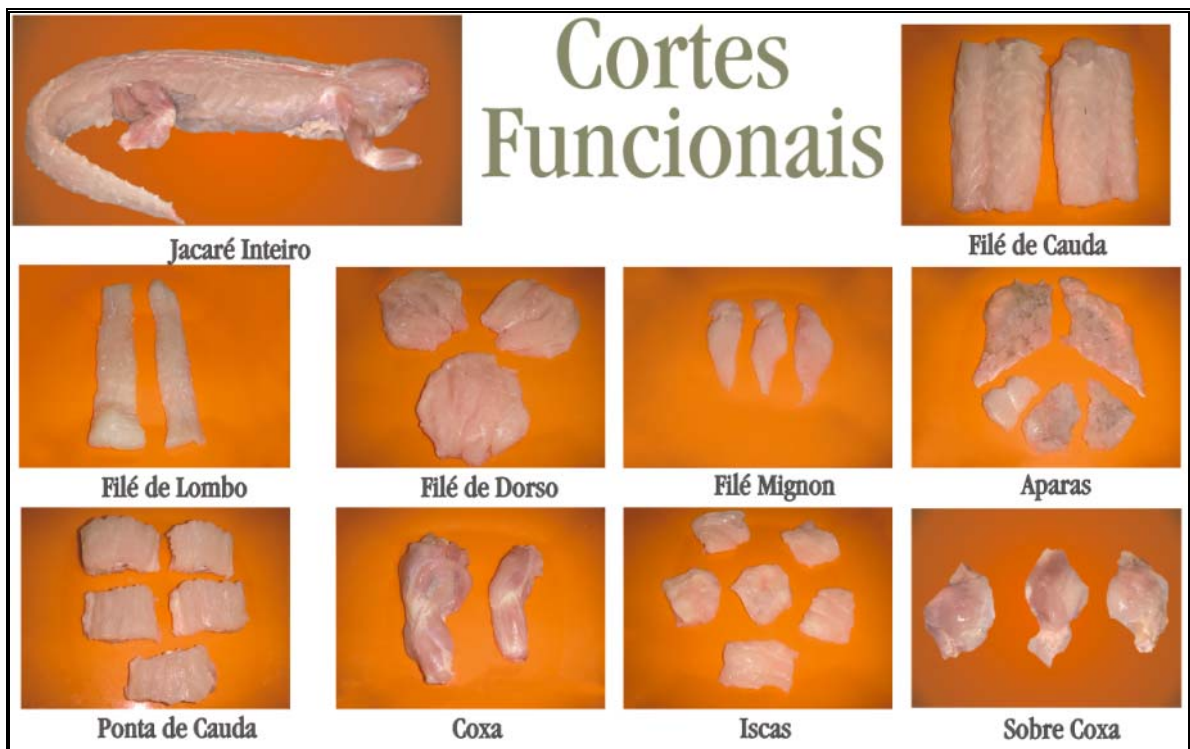 Cortes
Funcionais
Jacaré Inteiro
Filé de Cauda
Filé de Lombo
Filé de Dorso
Filé Mignon
Aparas
Ponta de Cauda
Coxa
Iscas
Sobre Coxa